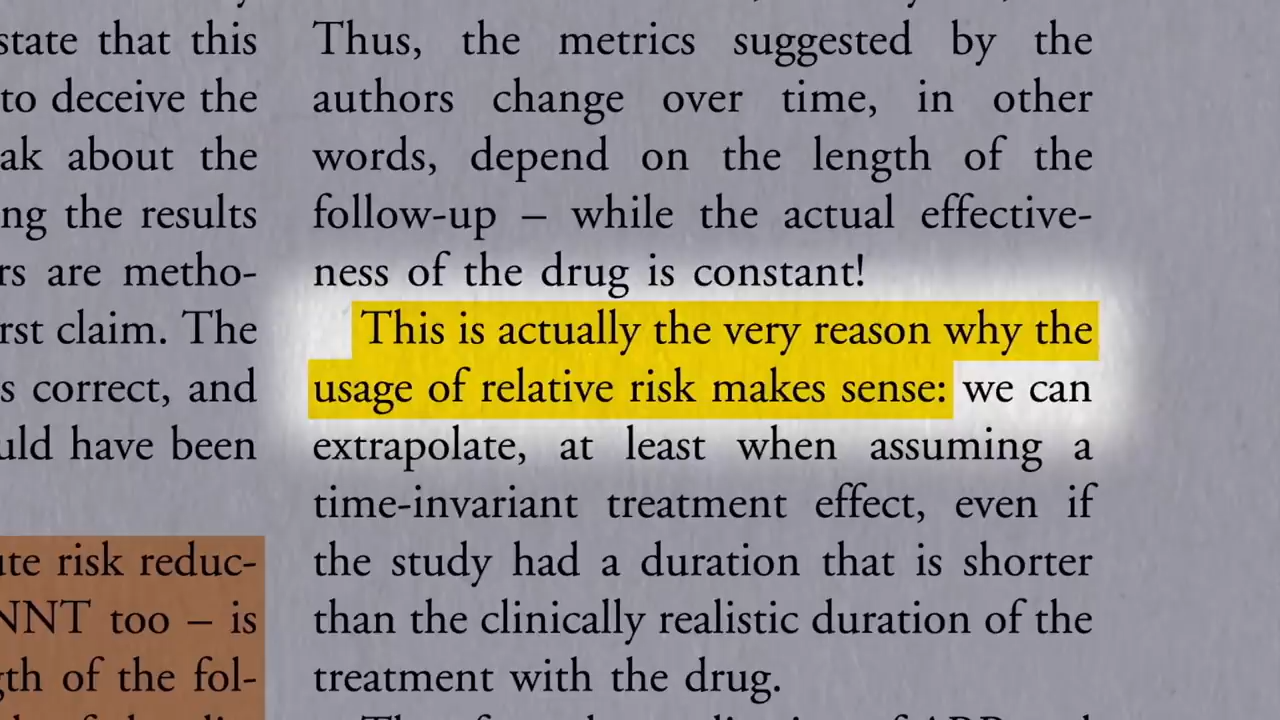 state that this
to deceive the
ak about the
ng the results
rs are metho-
rst claim. The
s correct, and
uld have been
ute risk reduc-
NNT too – is
gth of the fol-
Thus, the metrics suggested by the
authors change over time, in other
words, depend on the length of the
follow-up – while the actual effective-
ness of the drug is constant!
This is actually the very reason why the
usage of relative risk makes sense: we can
extrapolate, at least when assuming a
time-invariant treatment effect, even if
the study had a duration that is shorter
than the clinically realistic duration of the
treatment with the drug.